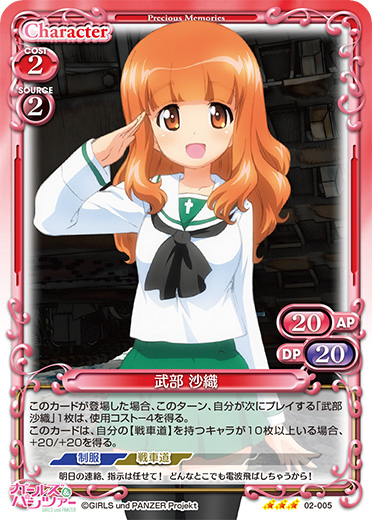 Precious Memories
Character
COST
2
SOURCE
2
20 AP
DP 20
武部 沙織
このカードが登場した場合、このターン、自分が次にプレイする「武部
沙織」1枚は、使用コスト－4を得る。
このカードは、自分の【戦車道】を持つキャラが10枚以上いる場合、
+20/+20を得る。
制服 戦車道
明日の連絡、指示は任せて! どんなとこでも電波飛ばしちゃうから!
ガールズ&パンツァー
GIRLS und PANZER
©GIRLS und PANZER Projekt
02-005